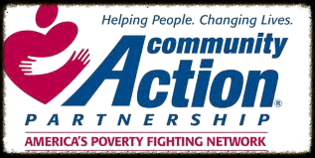 Helping People. Changing Lives.
community
Action®
PARTNERSHIP
AMERICA'S POVERTY FIGHTING NETWORK